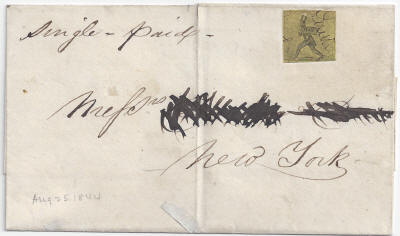 Single - Paid -
Messrs
New York.
Aug 25.1844